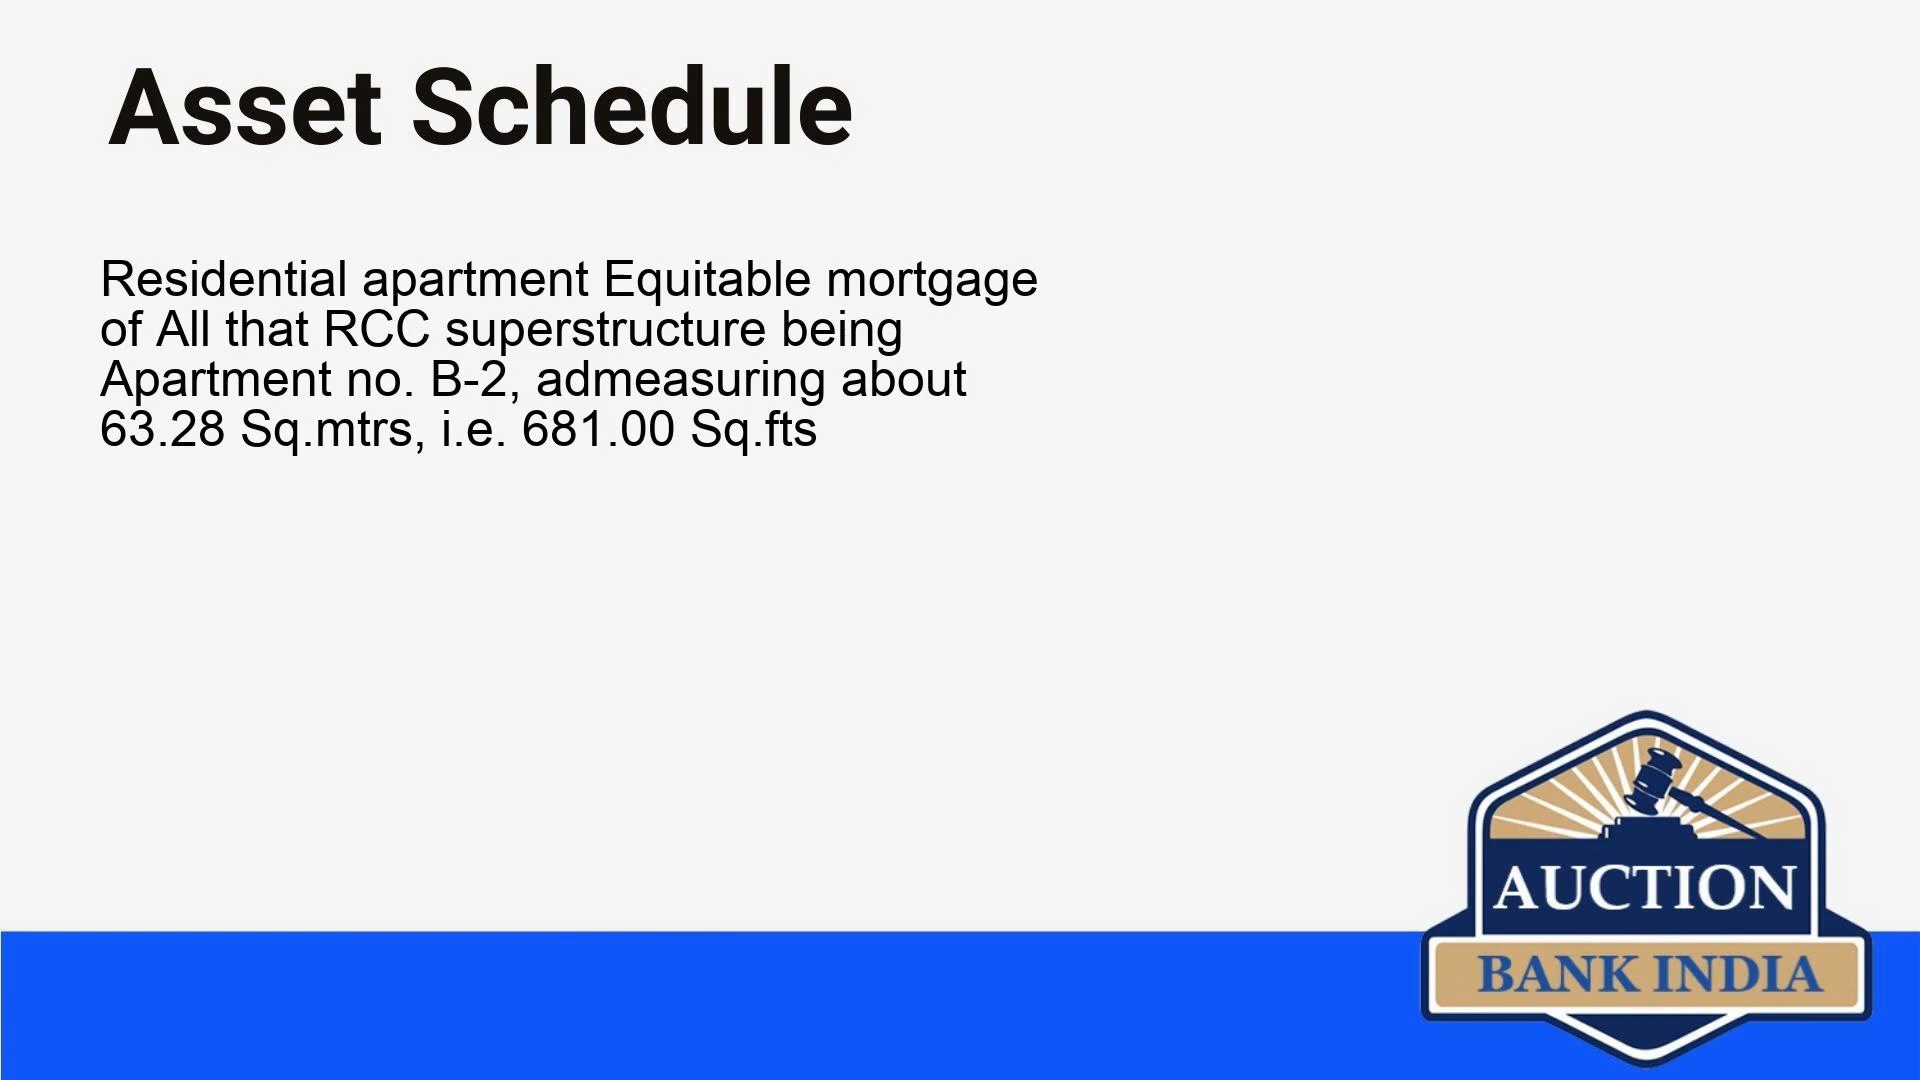 Asset Schedule
Residential apartment Equitable mortgage
of All that RCC superstructure being
Apartment no. B-2, admeasuring about
63.28 Sq.mtrs, i.e. 681.00 Sq.fts
AUCTION
BANK INDIA